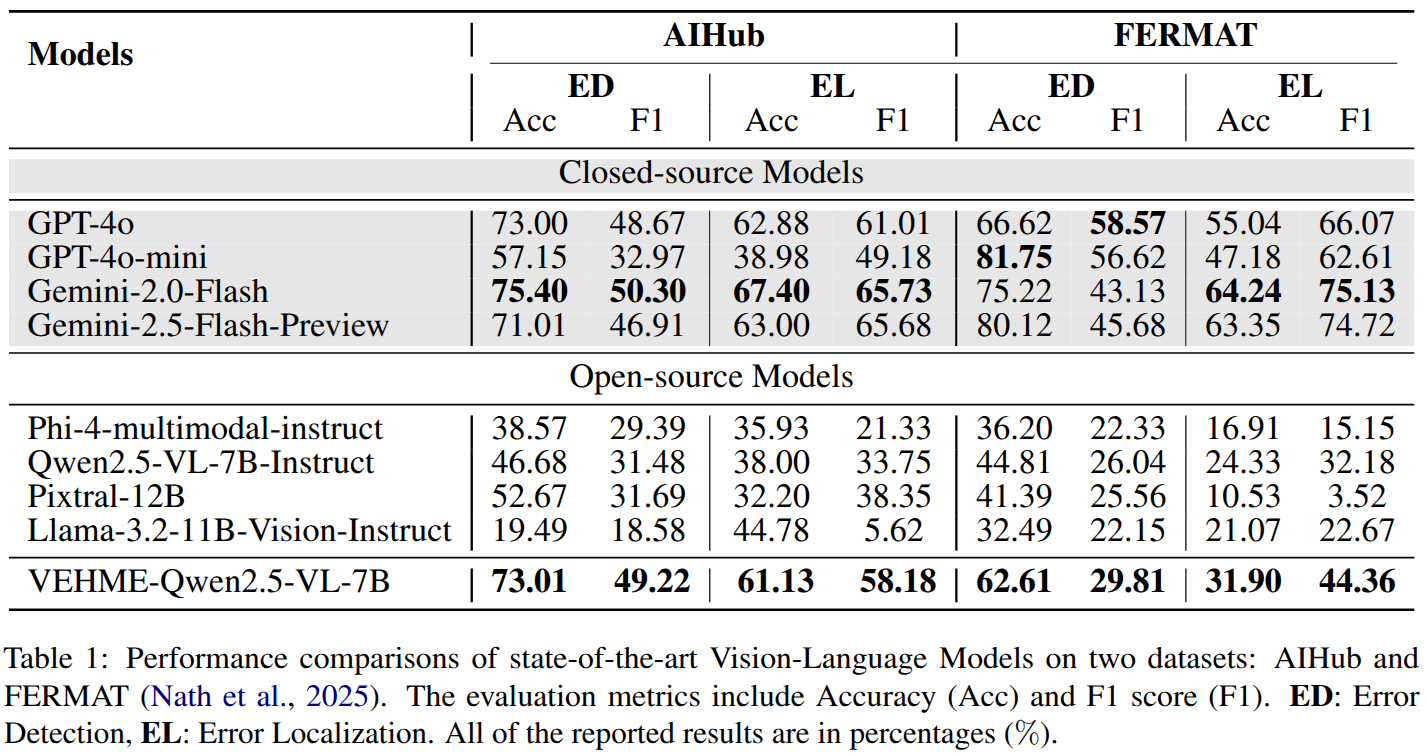 Models AIHub FERMAT
ED EL ED EL
Acc F1 Acc F1 Acc F1 Acc F1
Closed-source Models
GPT-4o 73.00 48.67 62.88 61.01 66.62 58.57 55.04 66.07
GPT-4o-mini 57.15 32.97 38.98 49.18 81.75 56.62 47.18 62.61
Gemini-2.0-Flash 75.40 50.30 67.40 65.73 75.22 43.13 64.24 75.13
Gemini-2.5-Flash-Preview 71.01 46.91 63.00 65.68 80.12 45.68 63.35 74.72
Open-source Models
Phi-4-multimodal-instruct 38.57 29.39 35.93 21.33 36.20 22.33 16.91 15.15
Qwen2.5-VL-7B-Instruct 46.68 31.48 38.00 33.75 44.81 26.04 24.33 32.18
Pixtral-12B 52.67 31.69 32.20 38.35 41.39 25.56 10.53 3.52
Llama-3.2-11B-Vision-Instruct 19.49 18.58 44.78 5.62 32.49 22.15 21.07 22.67
VEHME-Qwen2.5-VL-7B 73.01 49.22 61.13 58.18 62.61 29.81 31.90 44.36
Table 1: Performance comparisons of state-of-the-art Vision-Language Models on two datasets: AIHub and
FERMAT (Nath et al., 2025). The evaluation metrics include Accuracy (Acc) and F1 score (F1). ED: Error
Detection, EL: Error Localization. All of the reported results are in percentages (%).